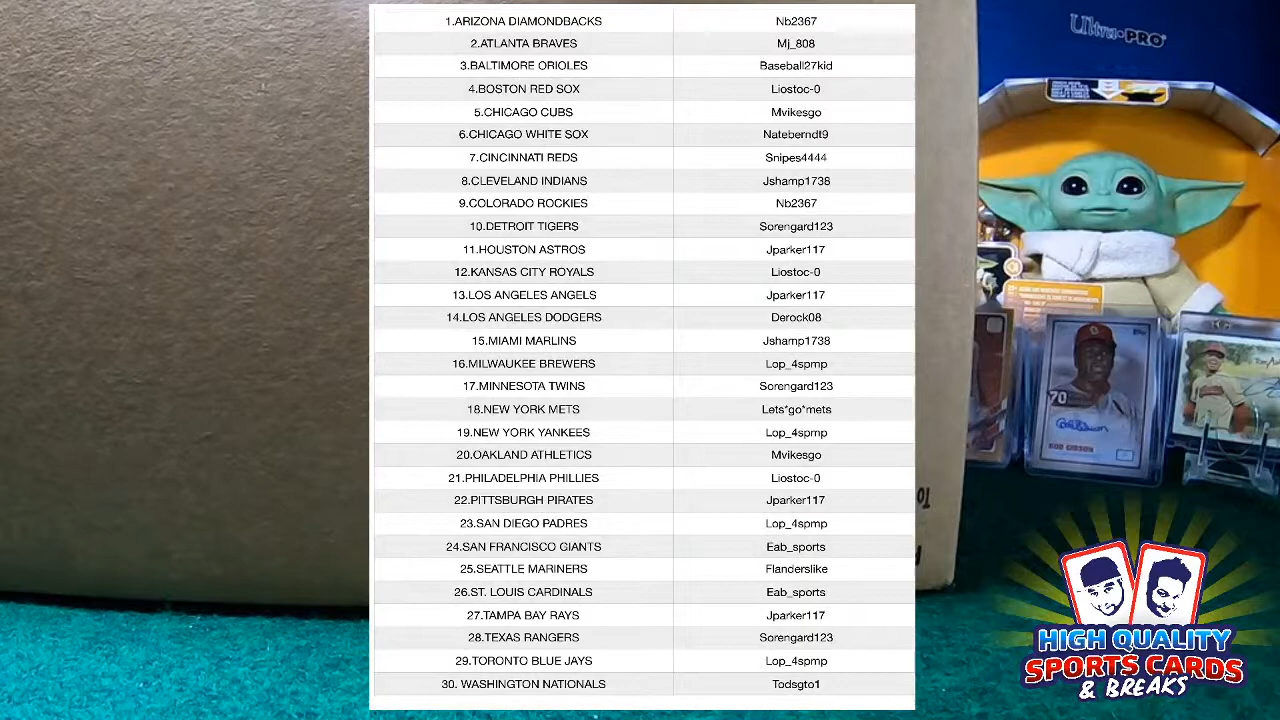 1.ARIZONA DIAMONDBACKS Nb2367
2.ATLANTA BRAVES Mj_808
3.BALTIMORE ORIOLES Baseball27kid
4.BOSTON RED SOX Liostoc-0
5.CHICAGO CUBS Mvikesgo
6.CHICAGO WHITE SOX Nateberndt9
7.CINCINNATI REDS Snipes4444
8.CLEVELAND INDIANS Jshamp1738
9.COLORADO ROCKIES Nb2367
10.DETROIT TIGERS Sorengard123
11.HOUSTON ASTROS Jparker117
12.KANSAS CITY ROYALS Liostoc-0
13.LOS ANGELES ANGELS Jparker117
14.LOS ANGELES DODGERS Derock08
15.MIAMI MARLINS Jshamp1738
16.MILWAUKEE BREWERS Lop_4spmp
17.MINNESOTA TWINS Sorengard123
18.NEW YORK METS Lets*go*mets
19.NEW YORK YANKEES Lop_4spmp
20.OAKLAND ATHLETICS Mvikesgo
21.PHILADELPHIA PHILLIES Liostoc-0
22.PITTSBURGH PIRATES Jparker117
23.SAN DIEGO PADRES Lop_4spmp
24.SAN FRANCISCO GIANTS Eab_sports
25.SEATTLE MARINERS Flanderslike
26.ST. LOUIS CARDINALS Eab_sports
27.TAMPA BAY RAYS Jparker117
28.TEXAS RANGERS Sorengard123
29.TORONTO BLUE JAYS Lop_4spmp
30. WASHINGTON NATIONALS Todsgto1
Ultra•PRO
70
BOB GIBSON
HIGH QUALITY
SPORTS CARDS
& BREAKS